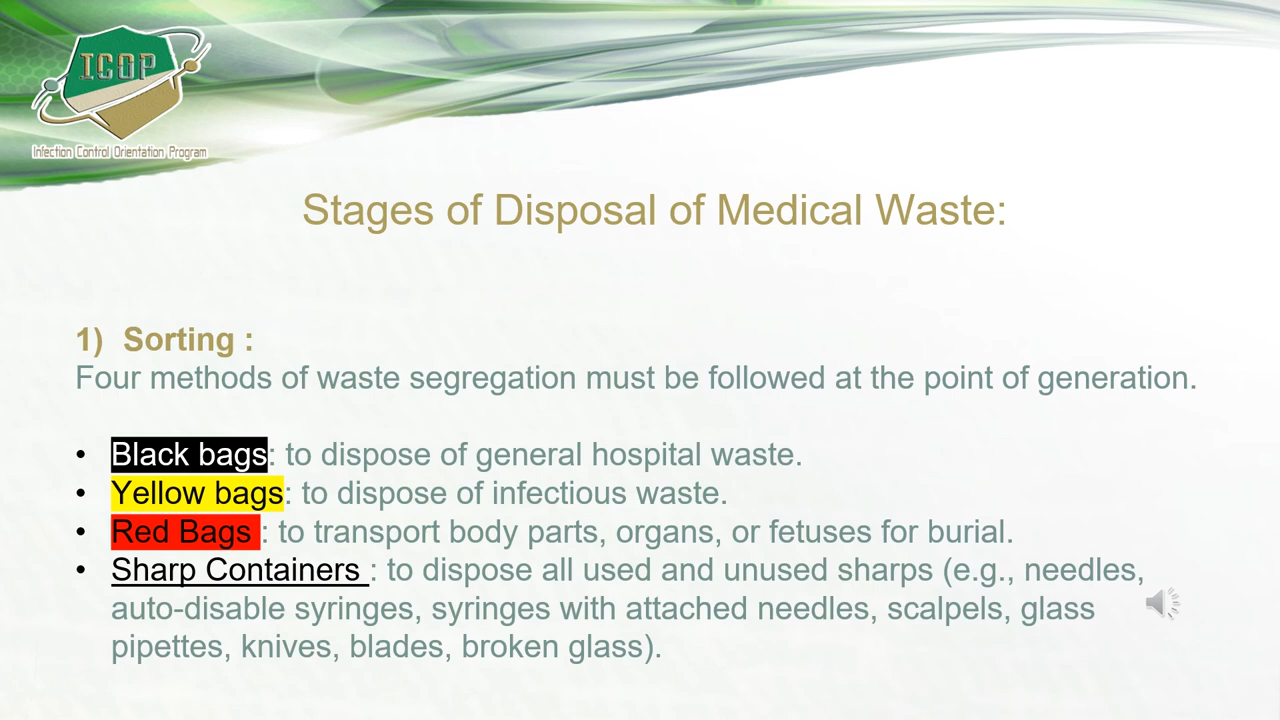 ICOP
Infection Control Orientation Program
Stages of Disposal of Medical Waste:
1) Sorting :
Four methods of waste segregation must be followed at the point of generation.
• Black bags: to dispose of general hospital waste.
• Yellow bags: to dispose of infectious waste.
• Red Bags : to transport body parts, organs, or fetuses for burial.
• Sharp Containers : to dispose all used and unused sharps (e.g., needles,
auto-disable syringes, syringes with attached needles, scalpels, glass
pipettes, knives, blades, broken glass).